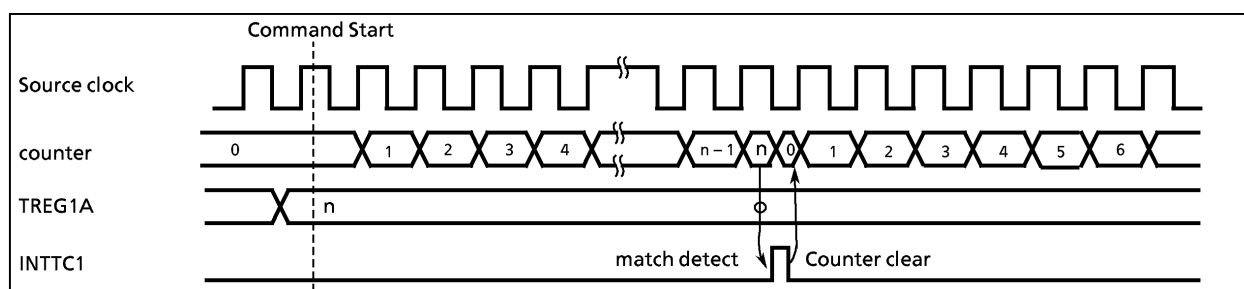 Command Start
Source clock
counter 0 1 2 3 4 n – 1 n 0 1 2 3 4 5 6
TREG1A n
INTTC1 match detect Counter clear